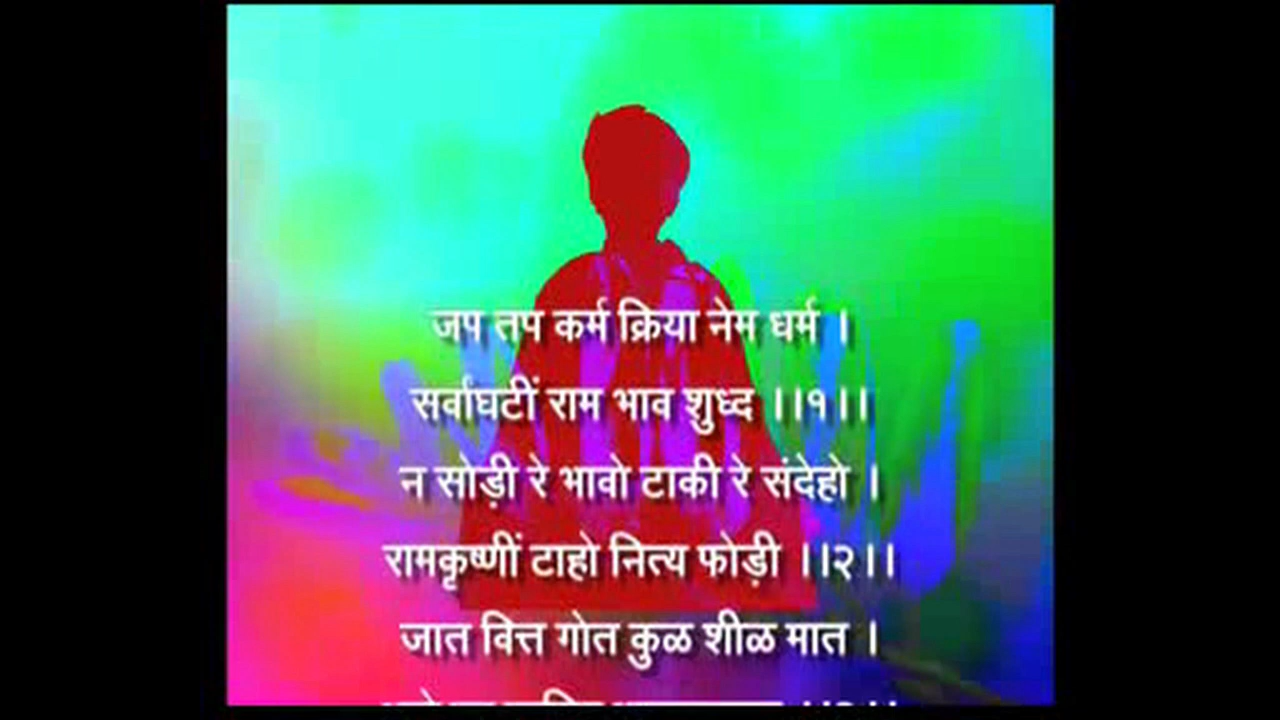 जप तप कर्म क्रिया नेम धर्म ।
सर्वाघटीं राम भाव शुध्द ।।१।।
न सोडी रे भावो टाकी रे संदेहो ।
रामकृष्णीं टाहो नित्य फोडी ।।२।।
जात वित्त गोत कुळ शीळ मात ।